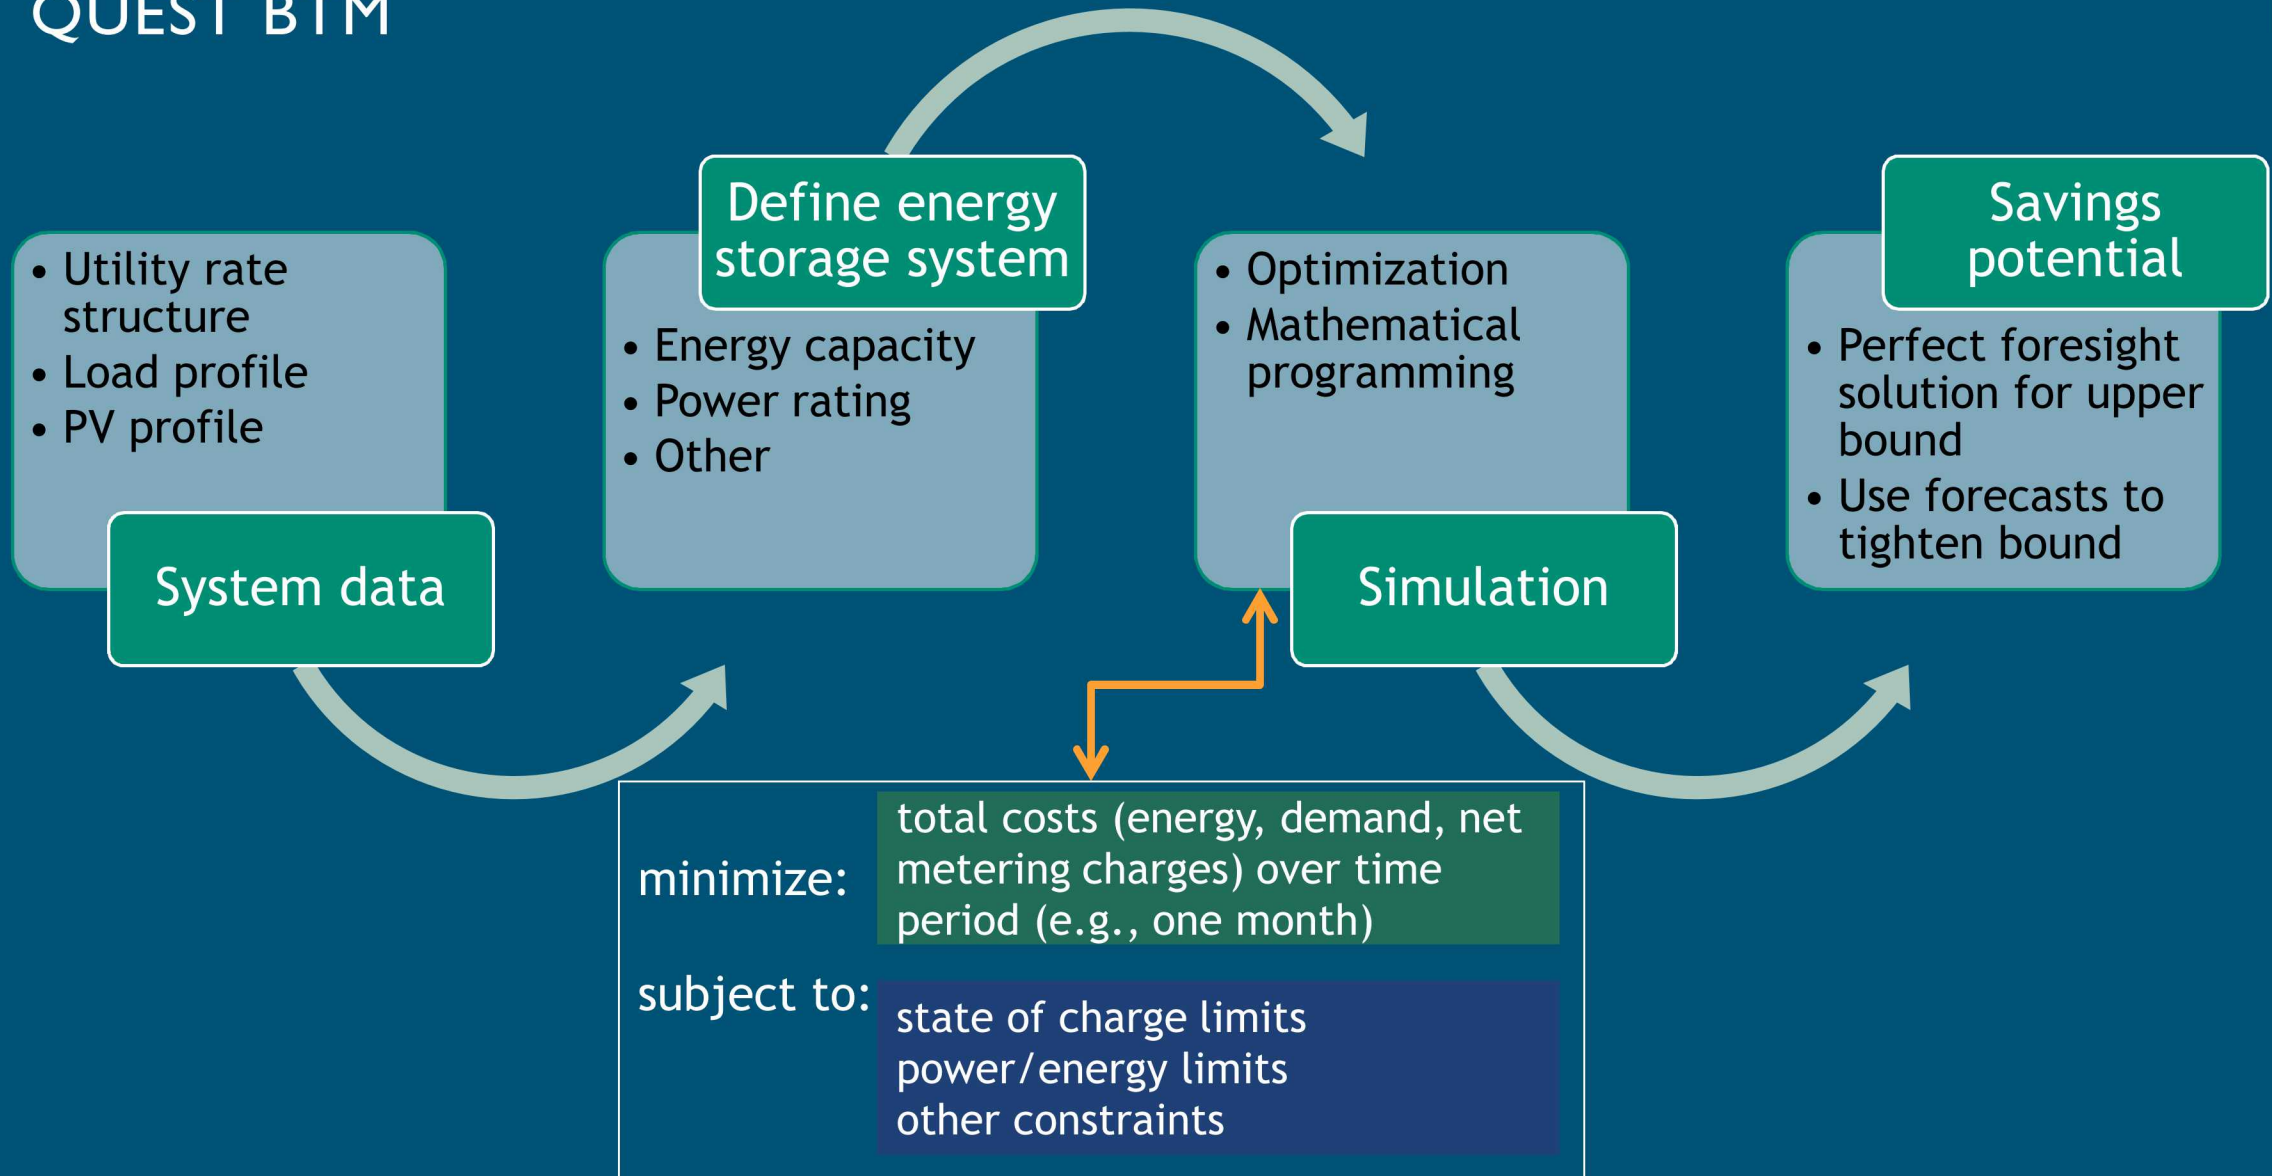 QUEST BTM
• Utility rate
structure
• Load profile
• PV profile
System data
Define energy
storage system
• Energy capacity
• Power rating
• Other
• Optimization
• Mathematical
programming
Simulation
Savings
potential
• Perfect foresight
solution for upper
bound
• Use forecasts to
tighten bound
minimize:
total costs (energy, demand, net
metering charges) over time
period (e.g., one month)
subject to:
state of charge limits
power/energy limits
other constraints